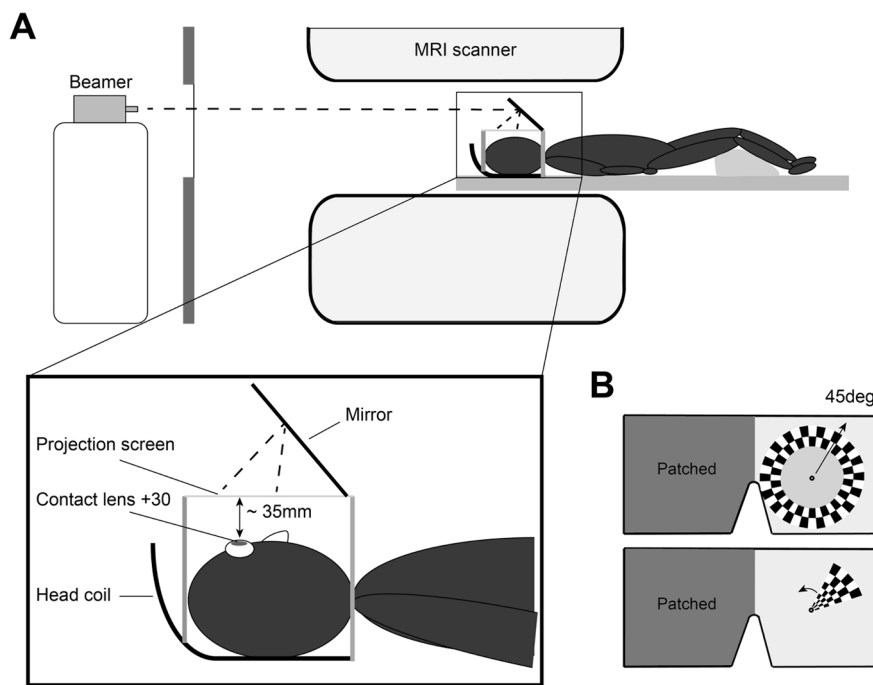 A
MRI scanner
Beamer
Mirror
Projection screen
Contact lens +30
~ 35mm
Head coil
B
45deg
Patched
Patched